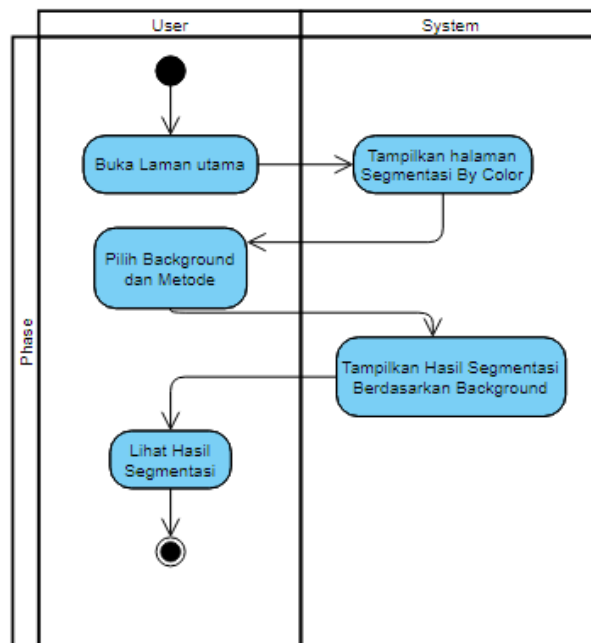 User
System
Buka Laman utama
Tampilkan halaman
Segmentasi By Color
Pilih Background
dan Metode
Phase
Tampilkan Hasil Segmentasi
Berdasarkan Background
Lihat Hasil
Segmentasi